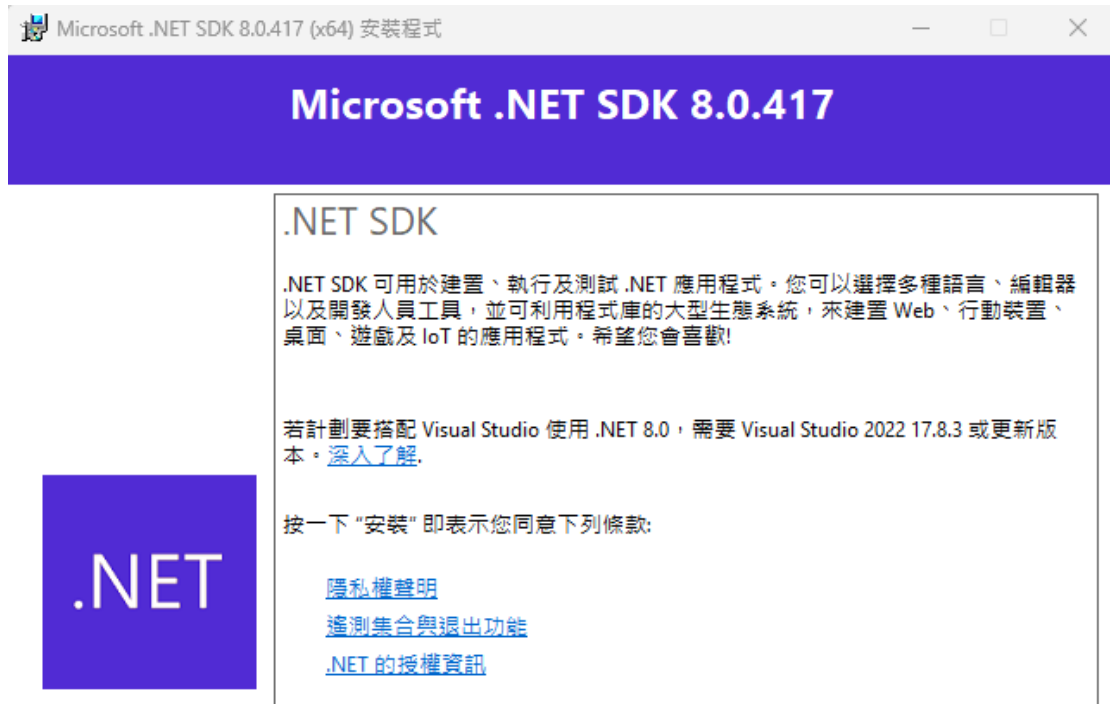 Microsoft .NET SDK 8.0.417 (x64) 安裝程式
Microsoft .NET SDK 8.0.417
.NET SDK
.NET SDK 可用於建置、執行及測試 .NET 應用程式。您可以選擇多種語言、編輯器
以及開發人員工具，並可利用程式庫的大型生態系統，來建置 Web、行動裝置、
桌面、遊戲及 IoT 的應用程式。希望您會喜歡!
若計劃要搭配 Visual Studio 使用 .NET 8.0，需要 Visual Studio 2022 17.8.3 或更新版
本。深入了解.
按一下 "安裝" 即表示您同意下列條款:
隱私權聲明
遙測集合與退出功能
.NET 的授權資訊
.NET